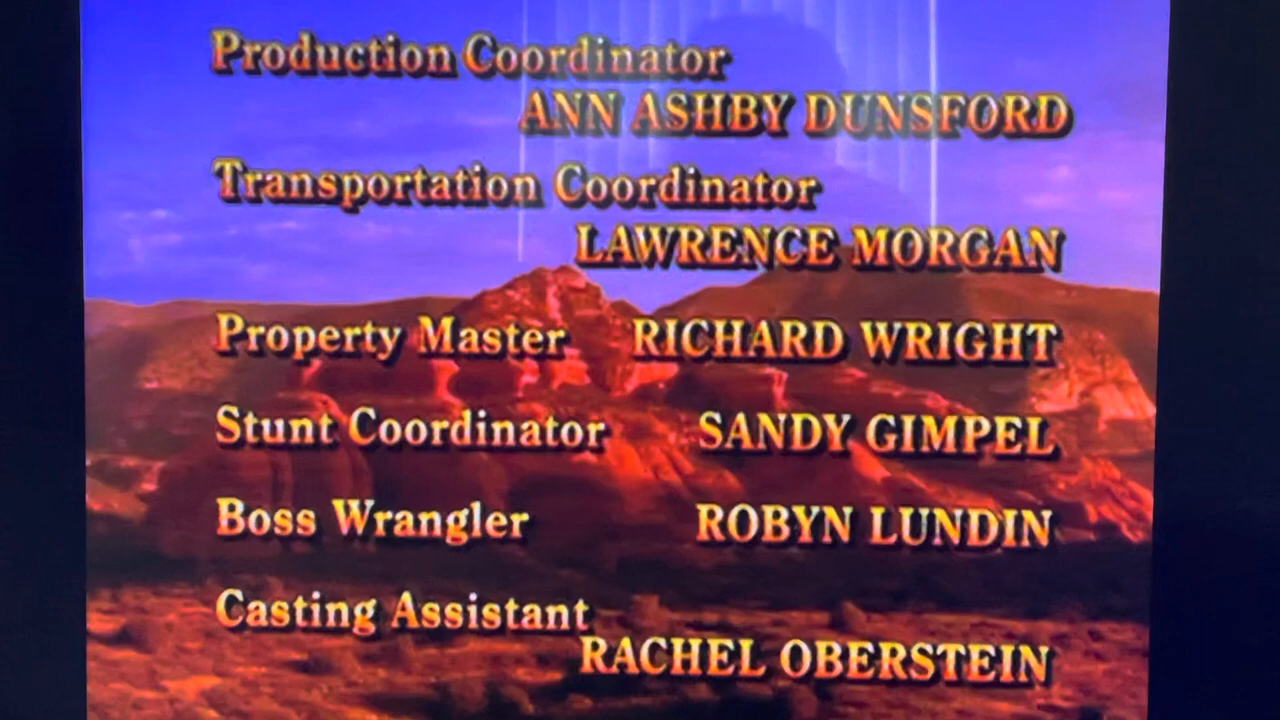 Production Coordinator
ANN ASHBY DUNSFORD
Transportation Coordinator
LAWRENCE MORGAN
Property Master RICHARD WRIGHT
Stunt Coordinator SANDY GIMPEL
Boss Wrangler ROBYN LUNDIN
Casting Assistant
RACHEL OBERSTEIN